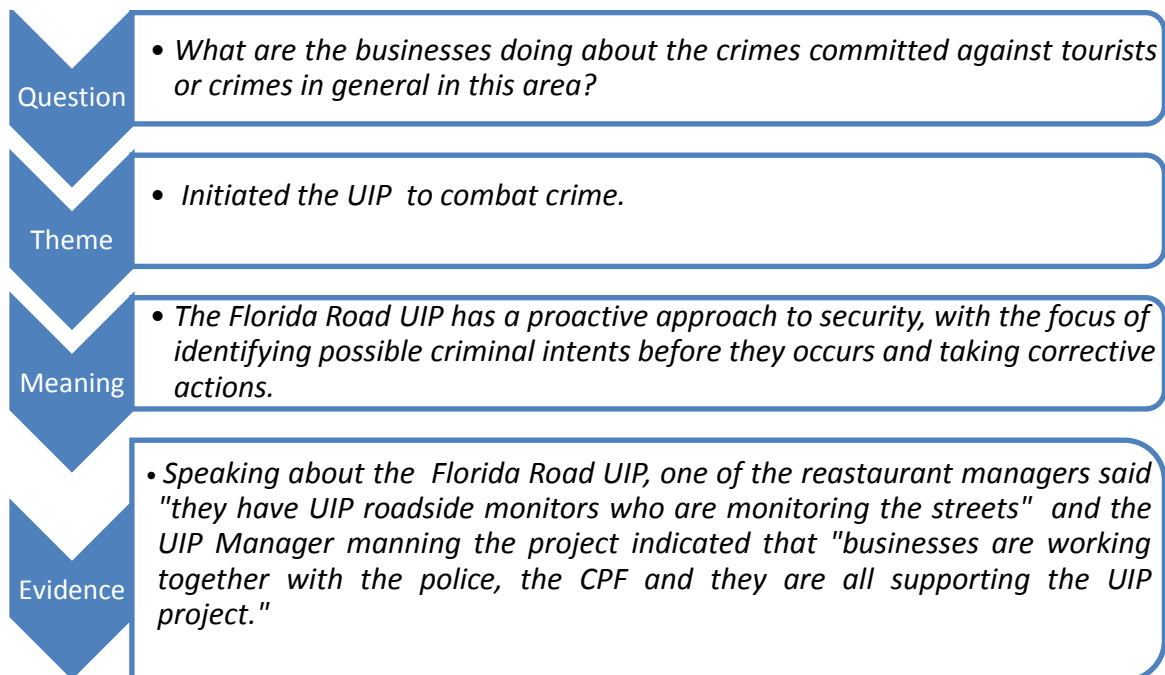 Question
• What are the businesses doing about the crimes committed against tourists
or crimes in general in this area?
Theme
• Initiated the UIP to combat crime.
Meaning
• The Florida Road UIP has a proactive approach to security, with the focus of
identifying possible criminal intents before they occurs and taking corrective
actions.
Evidence
• Speaking about the Florida Road UIP, one of the reastaurant managers said
"they have UIP roadside monitors who are monitoring the streets" and the
UIP Manager manning the project indicated that "businesses are working
together with the police, the CPF and they are all supporting the UIP
project."